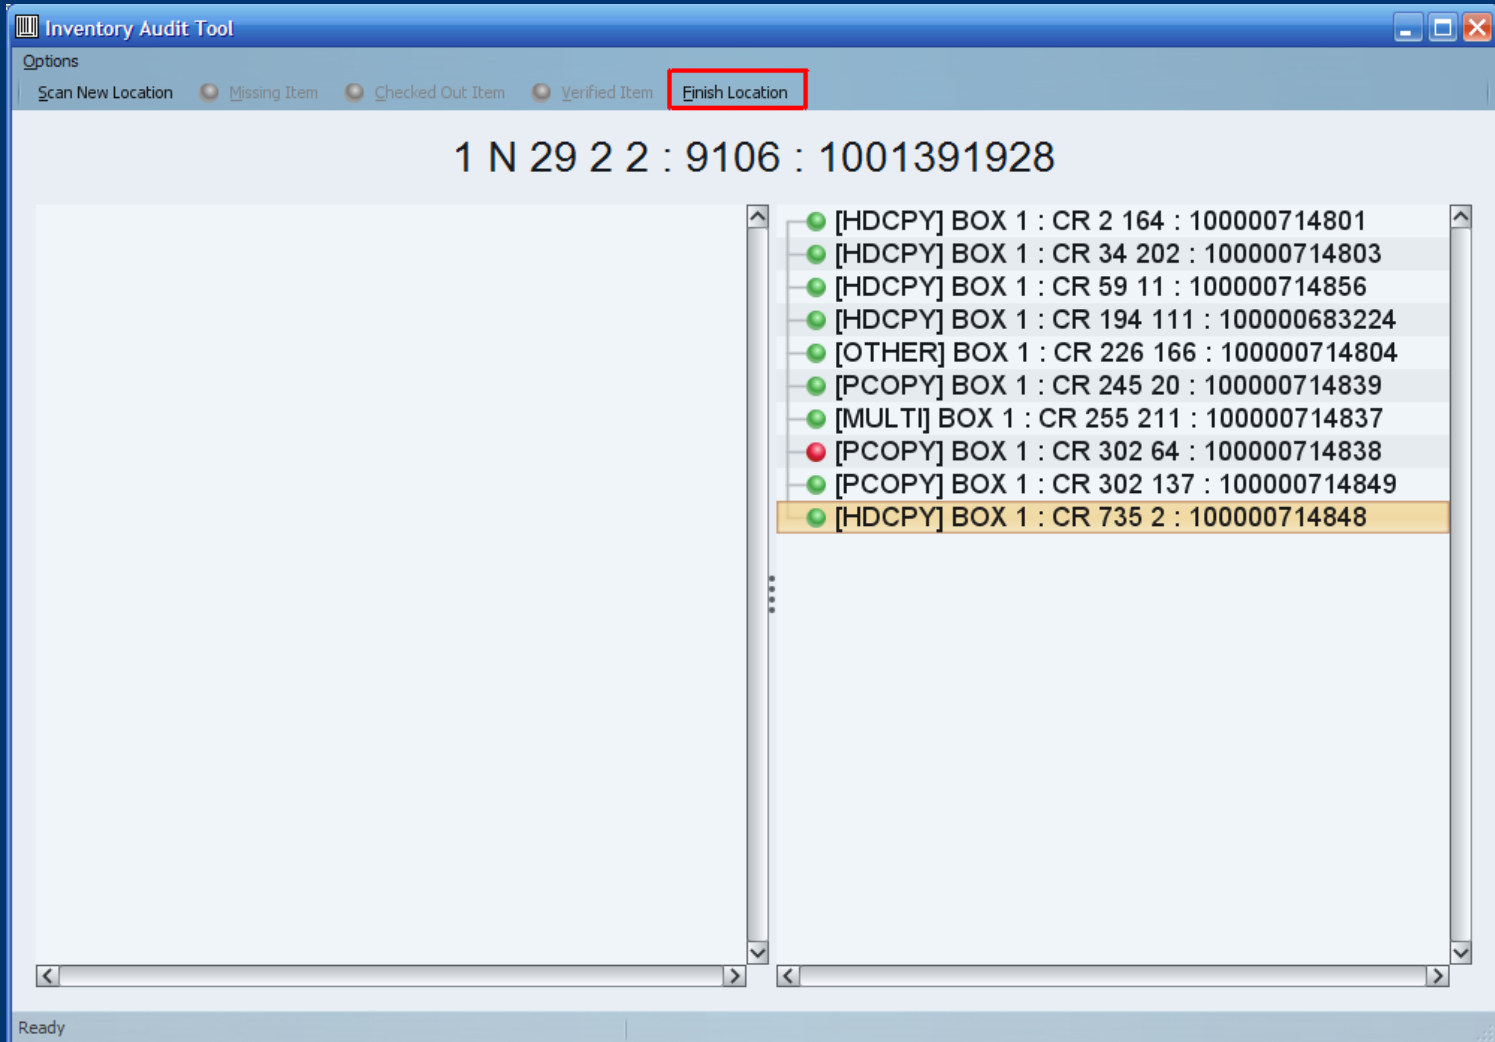 Inventory Audit Tool
Options
Scan New Location Missing Item Checked Out Item Verified Item Finish Location
1 N 29 2 2 : 9106 : 1001391928
[HDCPY] BOX 1 : CR 2 164 : 100000714801
[HDCPY] BOX 1 : CR 34 202 : 100000714803
[HDCPY] BOX 1 : CR 59 11 : 100000714856
[HDCPY] BOX 1 : CR 194 111 : 100000683224
[OTHER] BOX 1 : CR 226 166 : 100000714804
[PCOPY] BOX 1 : CR 245 20 : 100000714839
[MULTI] BOX 1 : CR 255 211 : 100000714837
[PCOPY] BOX 1 : CR 302 64 : 100000714838
[PCOPY] BOX 1 : CR 302 137 : 100000714849
[HDCPY] BOX 1 : CR 735 2 : 100000714848
Ready